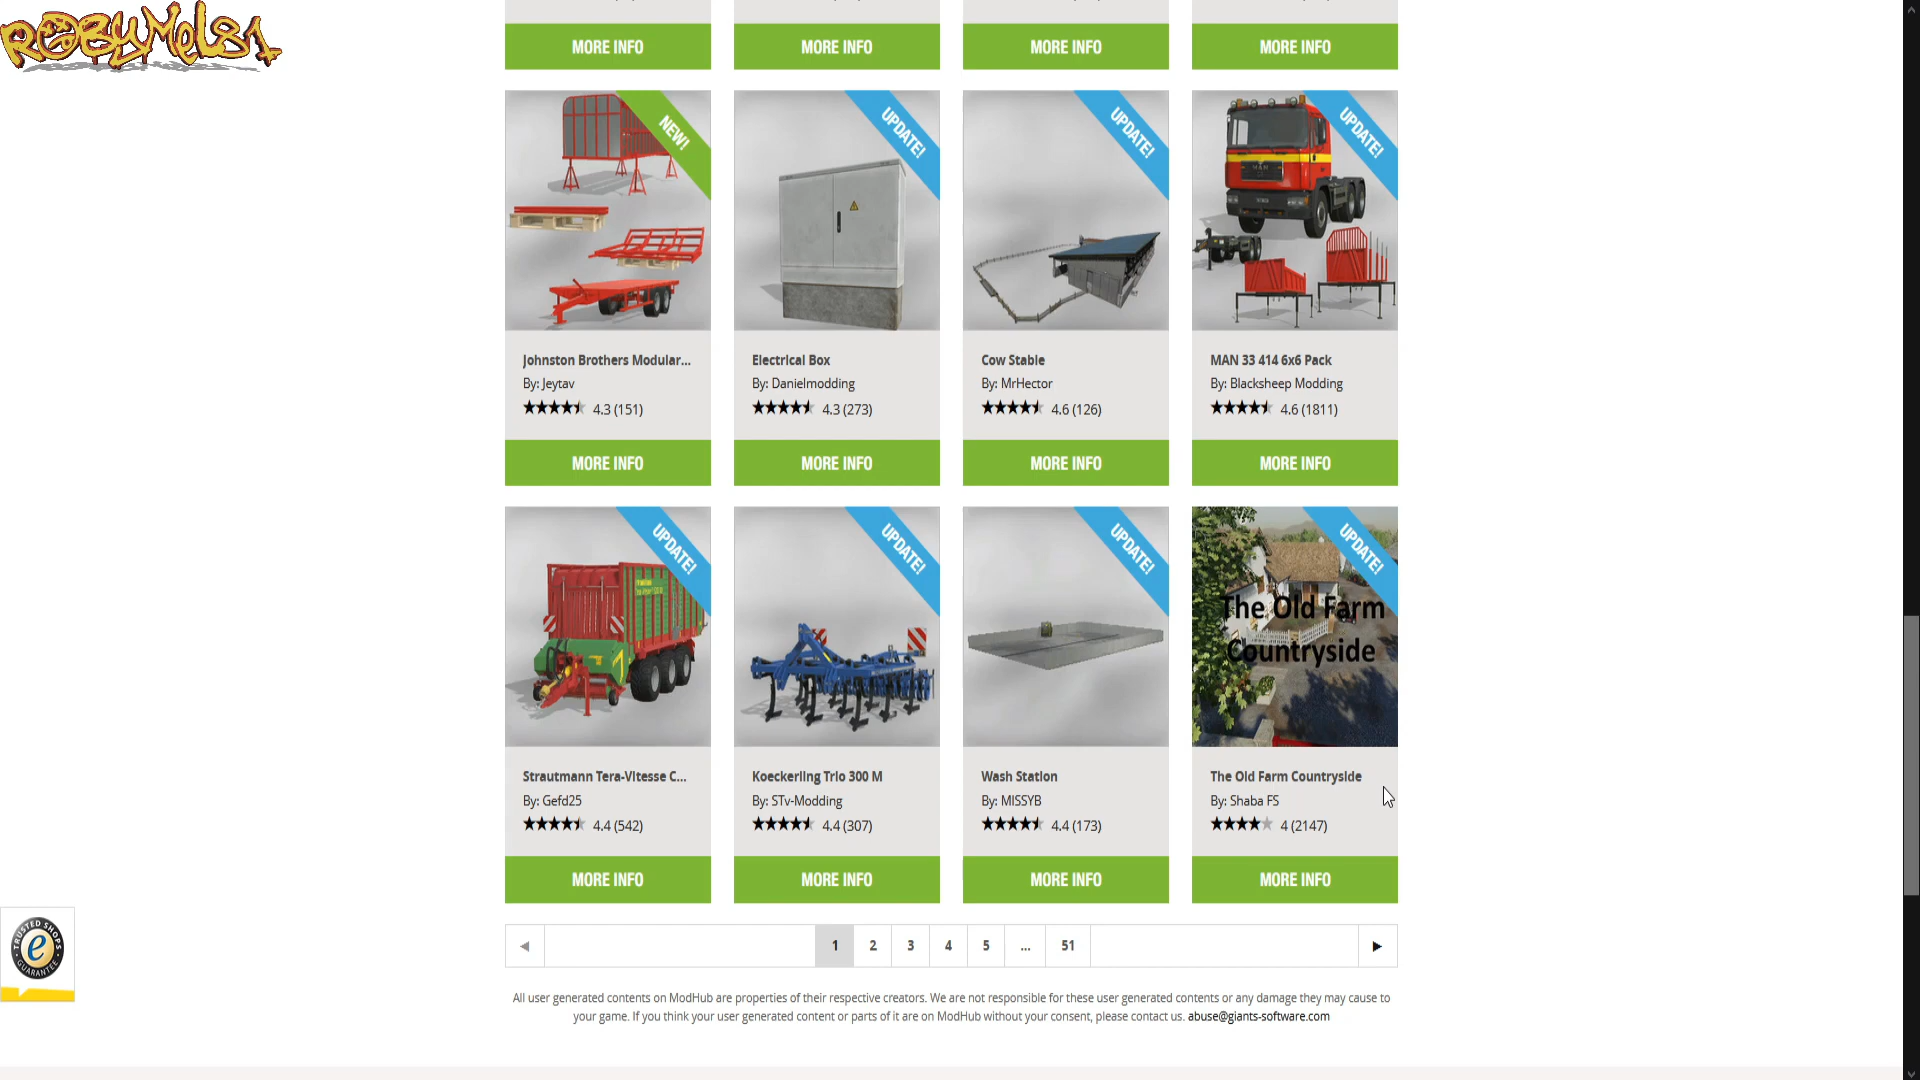 RobyMel81
MORE INFO
MORE INFO
MORE INFO
MORE INFO
NEW!
UPDATE!
UPDATE!
UPDATE!
Johnston Brothers Modular...
By: Jeytav
4.3 (151)
MORE INFO
Electrical Box
By: Danielmodding
4.3 (273)
MORE INFO
Cow Stable
By: MrHector
4.6 (126)
MORE INFO
MAN 33 414 6x6 Pack
By: Blacksheep Modding
4.6 (1811)
MORE INFO
UPDATE!
UPDATE!
UPDATE!
UPDATE!
The Old Farm
Countryside
Strautmann Tera-Vitesse C...
By: Gefd25
4.4 (542)
MORE INFO
Koeckerling Trio 300 M
By: STv-Modding
4.4 (307)
MORE INFO
Wash Station
By: MISSYB
4.4 (173)
MORE INFO
The Old Farm Countryside
By: Shaba FS
4 (2147)
MORE INFO
TRUSTED SHOPS
e
GUARANTEE
◄ 1 2 3 4 5 ... 51 ►
All user generated contents on ModHub are properties of their respective creators. We are not responsible for these user generated contents or any damage they may cause to
your game. If you think your user generated content or parts of it are on ModHub without your consent, please contact us. abuse@giants-software.com